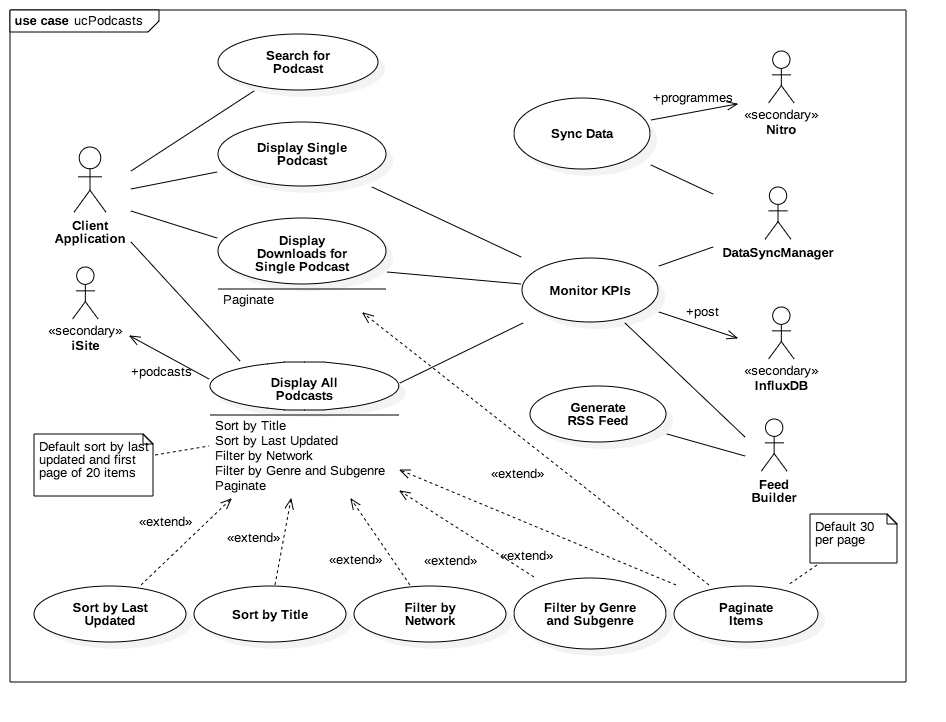 use case ucPodcasts
Search for
Podcast
Display Single
Podcast
Display
Downloads for
Single Podcast
Paginate
Client
Application
«secondary»
iSite
+podcasts
Display All
Podcasts
Sort by Title
Sort by Last Updated
Filter by Network
Filter by Genre and Subgenre
Paginate
Default sort by last
updated and first
page of 20 items
Sync Data
+programmes
«secondary»
Nitro
DataSyncManager
Monitor KPIs
+post
«secondary»
InfluxDB
Generate
RSS Feed
Feed
Builder
«extend»
«extend»
«extend»
«extend»
«extend»
«extend»
Default 30
per page
Sort by Last
Updated
Sort by Title
Filter by
Network
Filter by Genre
and Subgenre
Paginate
Items